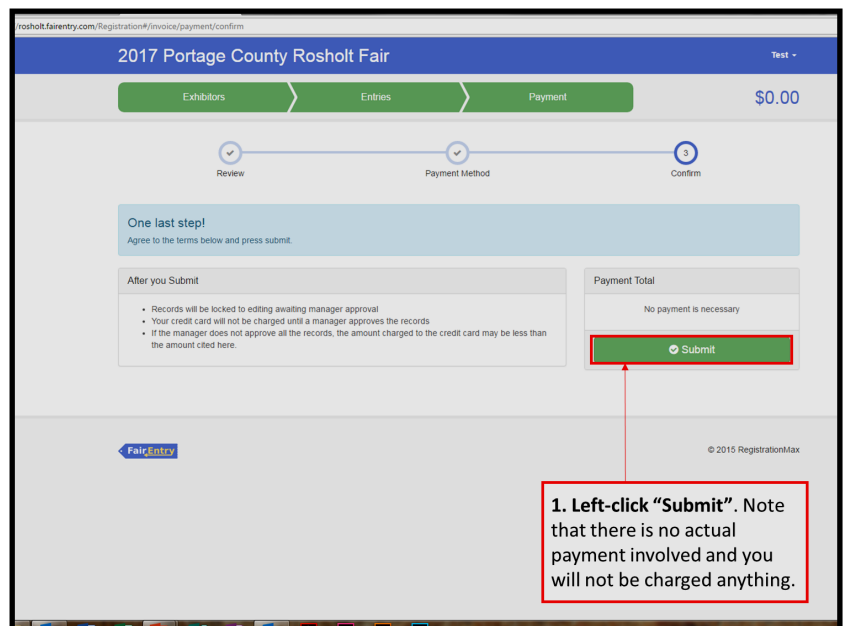 /rosholt.fairentry.com/Registration#/invoice/payment/confirm
2017 Portage County Rosholt Fair
Test
Exhibitors
Entries
Payment
$0.00
3
Review
Payment Method
Confirm
One last step!
Agree to the terms below and press submit.
After you Submit
• Records will be locked to editing awaiting manager approval
• Your credit card will not be charged until a manager approves the records
• If the manager does not approve all the records, the amount charged to the credit card may be less than
the amount cited here.
Payment Total
No payment is necessary
Submit
FairEntry
© 2015 RegistrationMax
1. Left-click “Submit”. Note
that there is no actual
payment involved and you
will not be charged anything.